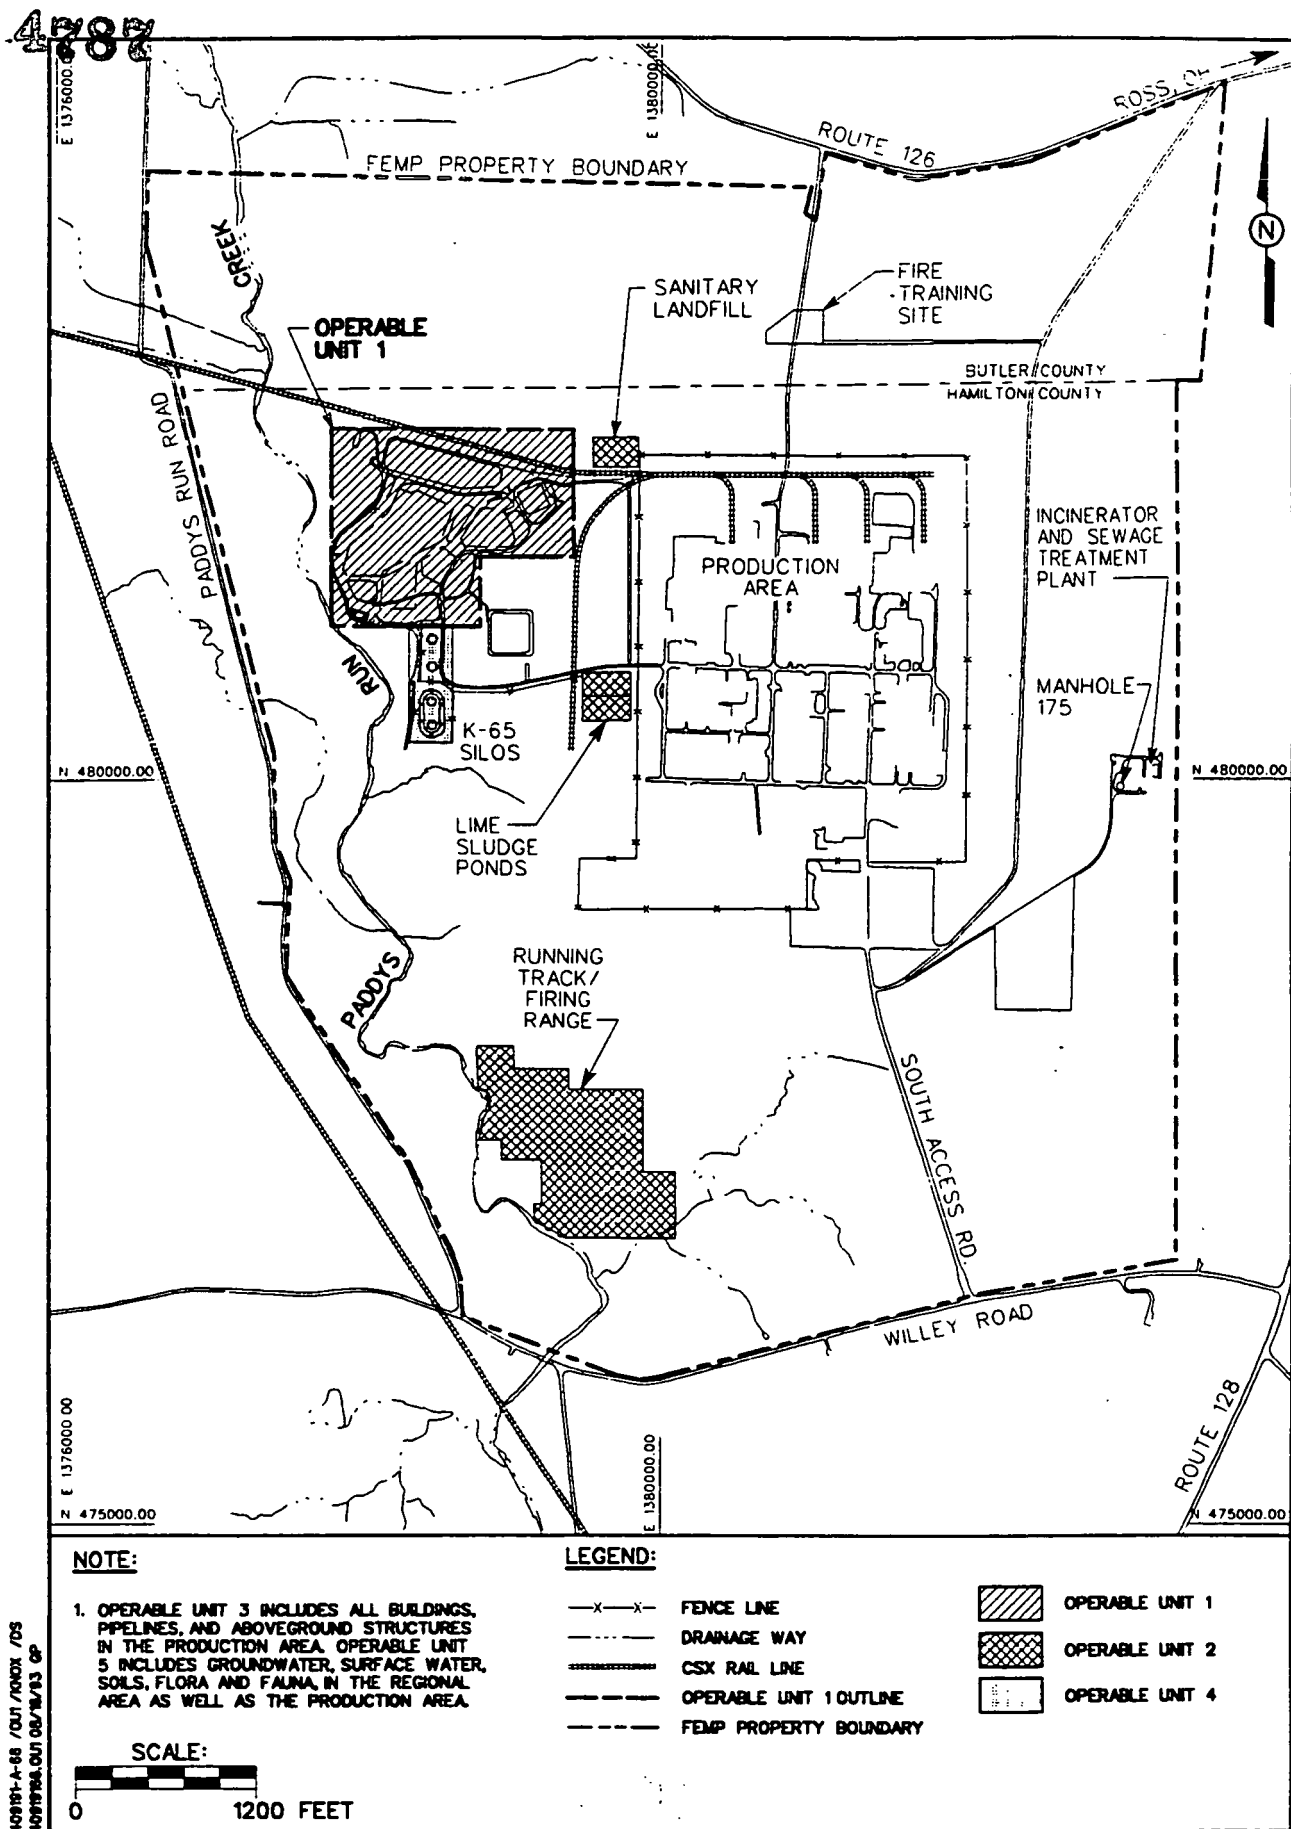 4787
E 1376000.00
E 1380000.00
ROSS, OH
ROUTE 126
FEMP PROPERTY BOUNDARY
CREEK
N
SANITARY
LANDFILL
FIRE
TRAINING
SITE
OPERABLE
UNIT 1
BUTLER COUNTY
HAMILTON COUNTY
PADDYS RUN ROAD
INCINERATOR
AND SEWAGE
TREATMENT
PLANT
PRODUCTION
AREA
RUN
MANHOLE
175
K-65
SILOS
N 480000.00
N 480000.00
LIME
SLUDGE
PONDS
RUNNING
TRACK/
FIRING
RANGE
PADDYS
SOUTH ACCESS RD.
WILLEY ROAD
ROUTE 128
E 1376000.00
E 1380000.00
N 475000.00
N 475000.00
NOTE:
1. OPERABLE UNIT 3 INCLUDES ALL BUILDINGS,
PIPELINES, AND ABOVEGROUND STRUCTURES
IN THE PRODUCTION AREA. OPERABLE UNIT
5 INCLUDES GROUNDWATER, SURFACE WATER,
SOILS, FLORA AND FAUNA, IN THE REGIONAL
AREA AS WELL AS THE PRODUCTION AREA.
SCALE:
0 1200 FEET
LEGEND:
FENCE LINE
DRAINAGE WAY
CSX RAIL LINE
OPERABLE UNIT 1 OUTLINE
FEMP PROPERTY BOUNDARY
OPERABLE UNIT 1
OPERABLE UNIT 2
OPERABLE UNIT 4
/OU1 /KNOX /DS